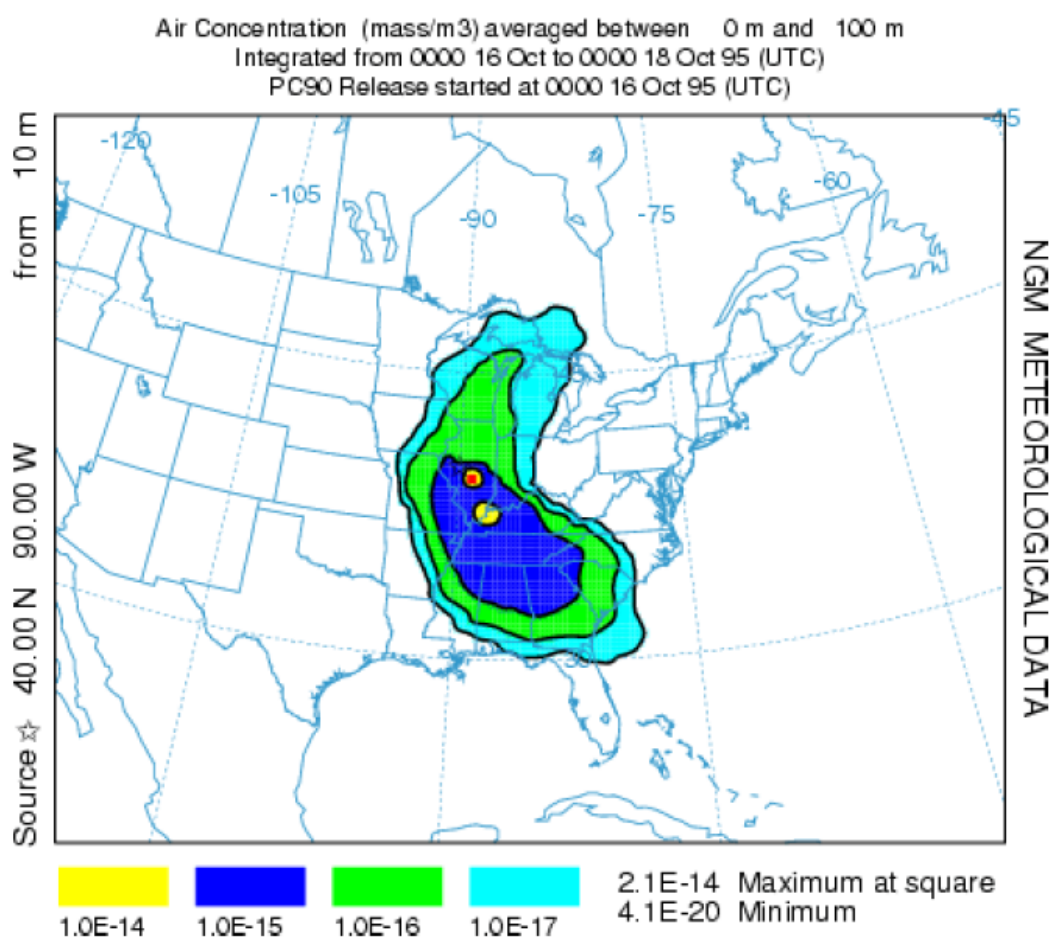 Air Concentration (mass/m3) averaged between 0 m and 100 m
Integrated from 0000 16 Oct to 0000 18 Oct 95 (UTC)
PC90 Release started at 0000 16 Oct 95 (UTC)
Source ☆ 40.00 N 90.00 W from 10 m
-120
-105
-90
-75
-60
-45
30
NGM METEOROLOGICAL DATA
1.0E-14
1.0E-15
1.0E-16
1.0E-17
2.1E-14 Maximum at square
4.1E-20 Minimum